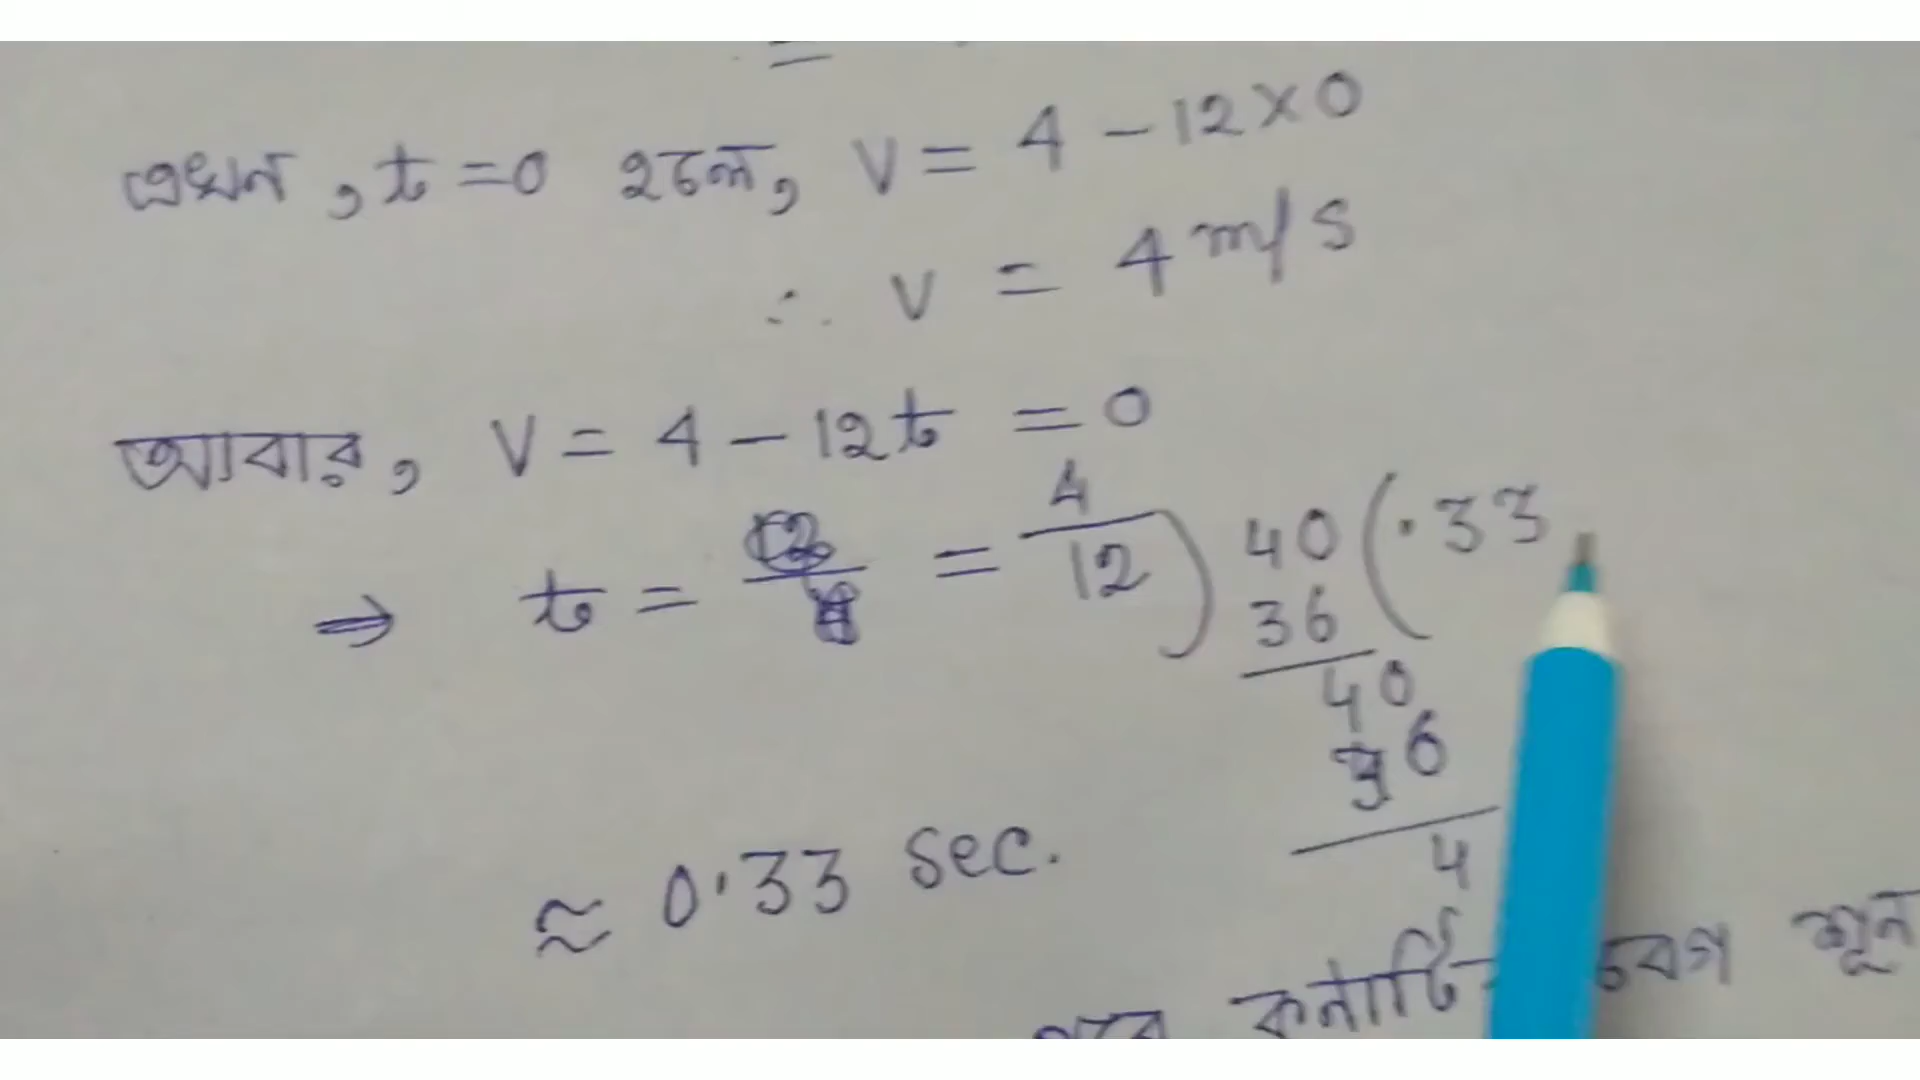 এখন, t = 0 হলে, v = 4 - 12 × 0
∴ v = 4 m/s
আবার, v = 4 - 12t = 0
⇒ t = = 4/12 ) 40 ( .33
36
40
36
4
≈ 0.33 sec.
কনাটির বেগ শূন